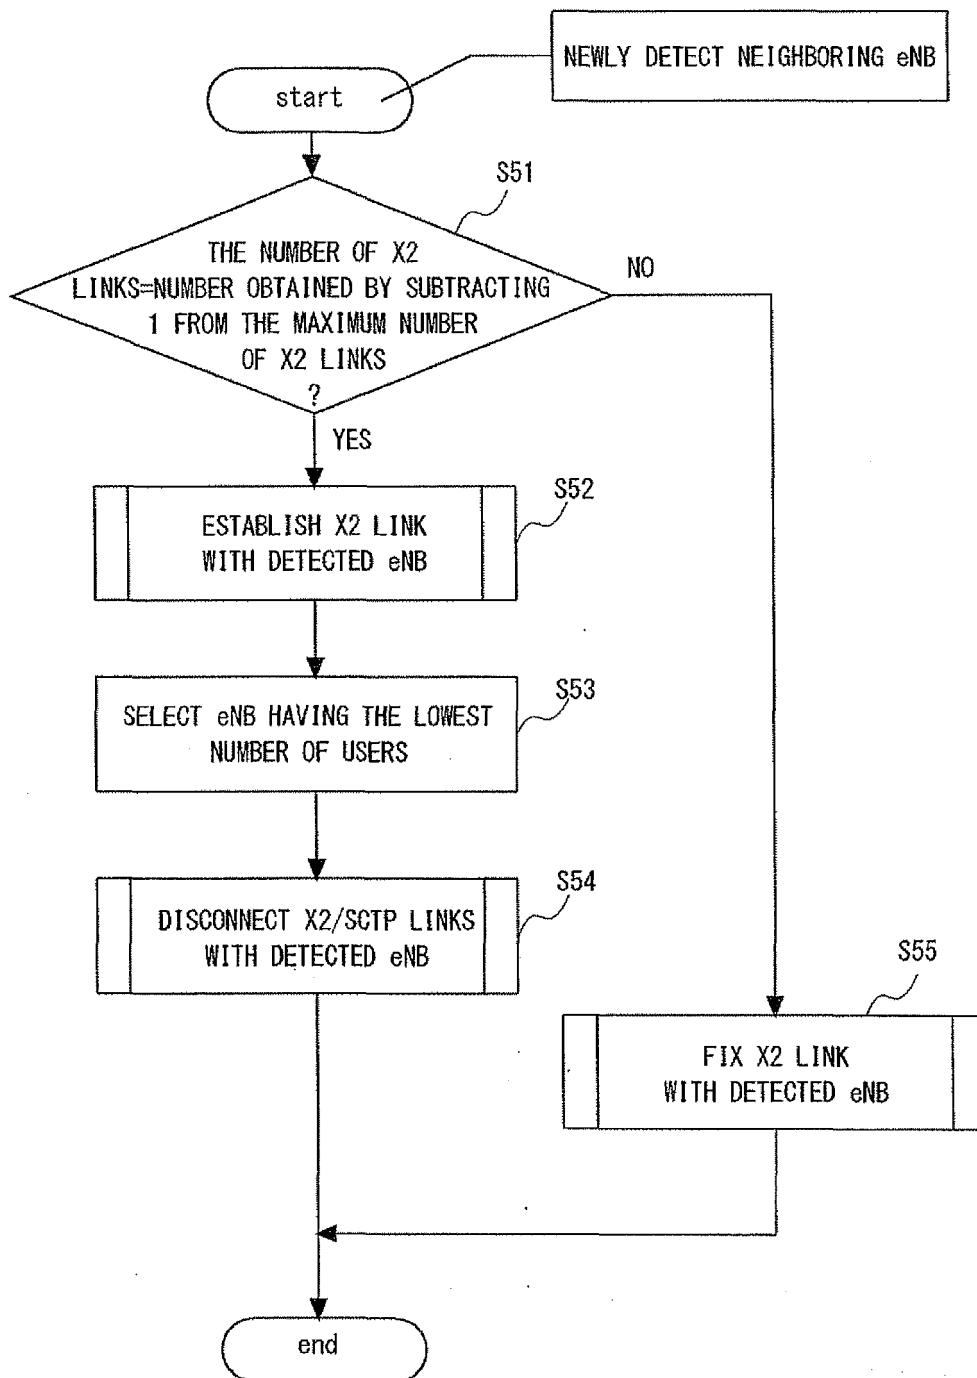 NEWLY DETECT NEIGHBORING eNB
start
S51
THE NUMBER OF X2
LINKS=NUMBER OBTAINED BY SUBTRACTING
1 FROM THE MAXIMUM NUMBER
OF X2 LINKS
?
NO
YES
S52
ESTABLISH X2 LINK
WITH DETECTED eNB
S53
SELECT eNB HAVING THE LOWEST
NUMBER OF USERS
S54
DISCONNECT X2/SCTP LINKS
WITH DETECTED eNB
S55
FIX X2 LINK
WITH DETECTED eNB
end